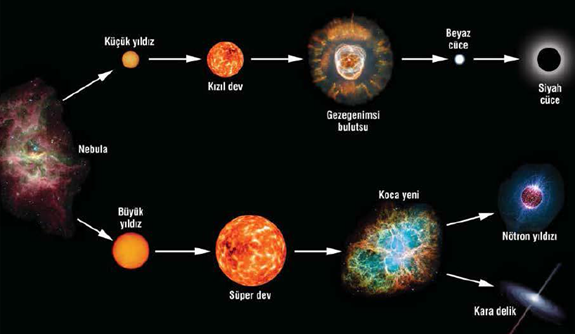 Küçük yıldız
Kızıl dev
Gezegenimsi
bulutsu
Beyaz
cüce
Siyah
cüce
Nebula
Büyük
yıldız
Süper dev
Koca yeni
Nötron yıldızı
Kara delik